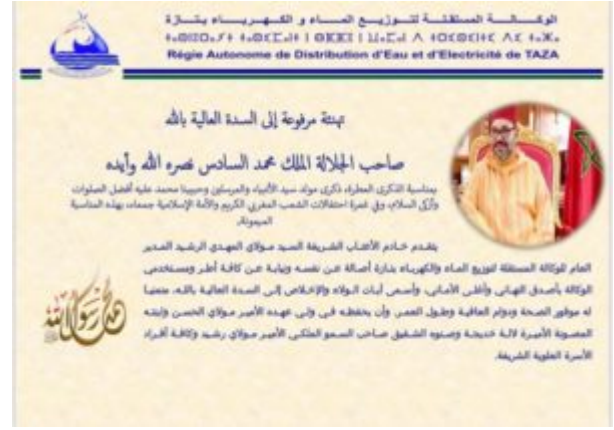 الوكالة المستقلة لتوزيع الماء و الكهرباء بتازة
Régie Autonome de Distribution d'Eau et d'Electricité de TAZA
تهنئة مرفوعة إلى السدة العالية بالله
صاحب الجلالة الملك محمد السادس نصره الله وأيده
بمناسبة الذكرى العطرة، ذكرى مولد سيد الأنبياء والمرسلين وحبيبنا محمد عليه أفضل الصلوات
وأزكى السلام، وفي غمرة احتفالات الشعب المغربي الكريم والأمة الإسلامية جمعاء بهذه المناسبة
الميمونة،
يتقدم خادم الأعتاب الشريفة السيد مولاي المهدي الرشيد المدير
العام للوكالة المستقلة لتوزيع الماء والكهرباء بتازة أصالة عن نفسه ونيابة عن كافة أطر ومستخدمي
الوكالة بأصدق التهاني وأغلى الأماني، وأسمى آيات الولاء والإخلاص إلى السدة العالية بالله، متمنيا
له موفور الصحة ودوام العافية وطول العمر، وأن يحفظه في ولي عهده الأمير مولاي الحسن وابنته
المصونة الأميرة لالة خديجة وصنوه الشقيق صاحب السمو الملكي الأمير مولاي رشيد وكافة أفراد
الأسرة العلوية الشريفة.
محمد رسول الله